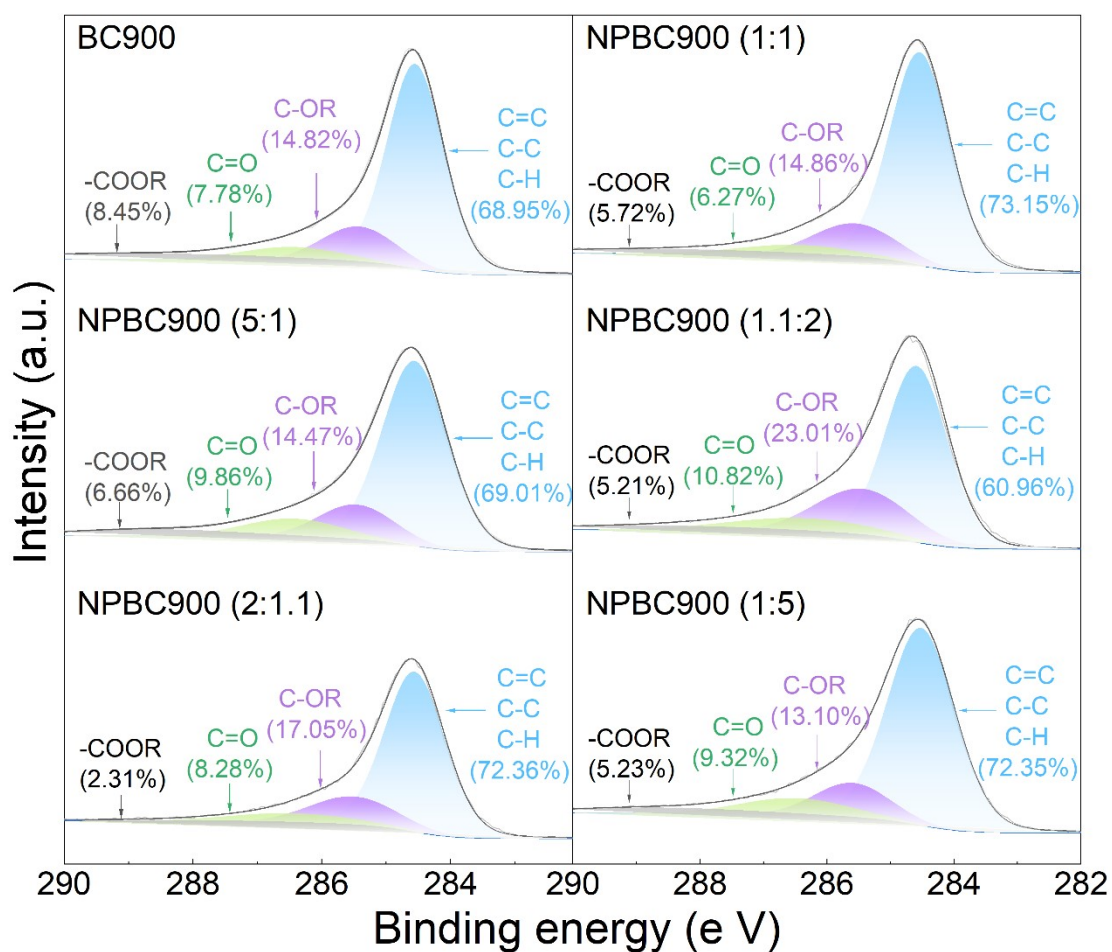 BC900
C-OR
(14.82%)
C=O
(7.78%)
-COOR
(8.45%)
C=C
C-C
C-H
(68.95%)
NPBC900 (1:1)
C-OR
(14.86%)
C=O
(6.27%)
-COOR
(5.72%)
C=C
C-C
C-H
(73.15%)
NPBC900 (5:1)
C-OR
(14.47%)
C=O
(9.86%)
-COOR
(6.66%)
C=C
C-C
C-H
(69.01%)
NPBC900 (1.1:2)
C-OR
(23.01%)
C=O
(10.82%)
-COOR
(5.21%)
C=C
C-C
C-H
(60.96%)
NPBC900 (2:1.1)
C-OR
(17.05%)
C=O
(8.28%)
-COOR
(2.31%)
C=C
C-C
C-H
(72.36%)
NPBC900 (1:5)
C-OR
(13.10%)
C=O
(9.32%)
-COOR
(5.23%)
C=C
C-C
C-H
(72.35%)
Intensity (a.u.)
290 288 286 284 290 288 286 284 282
Binding energy (e V)